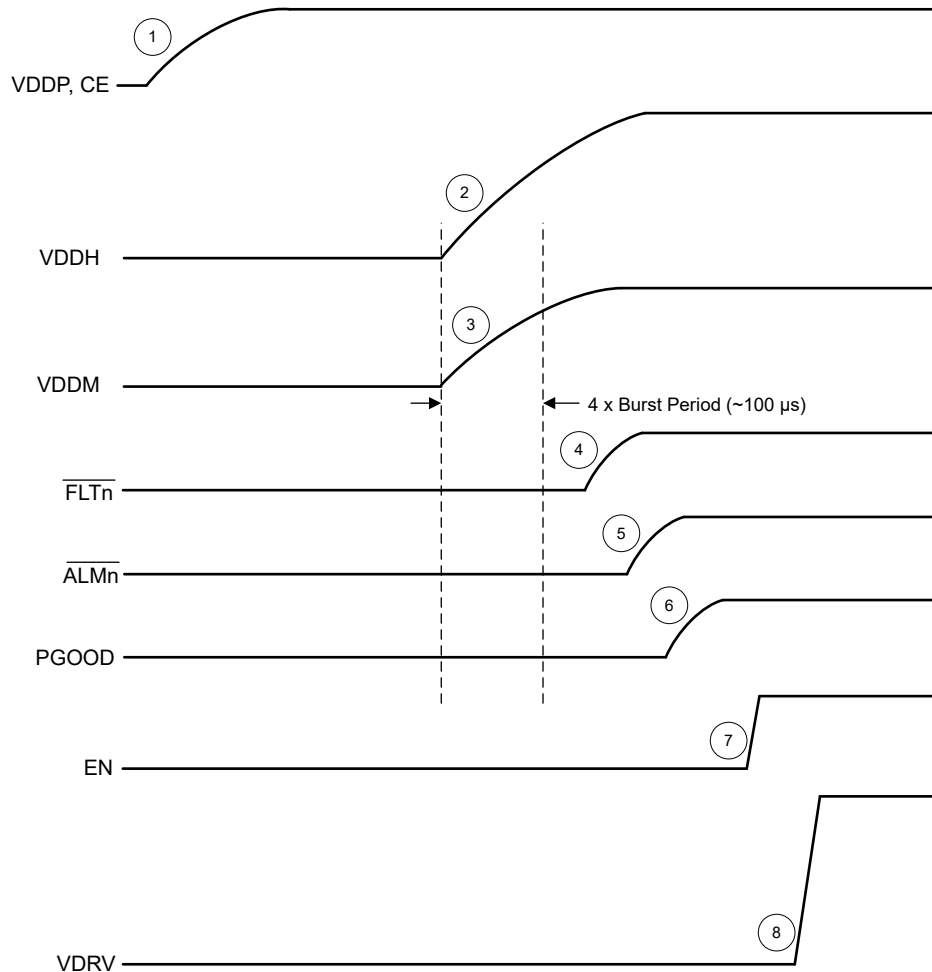 1
VDDP, CE
2
VDDH
3
VDDM
4 x Burst Period (~100 µs)
4
FLTn
5
ALMn
6
PGOOD
7
EN
8
VDRV